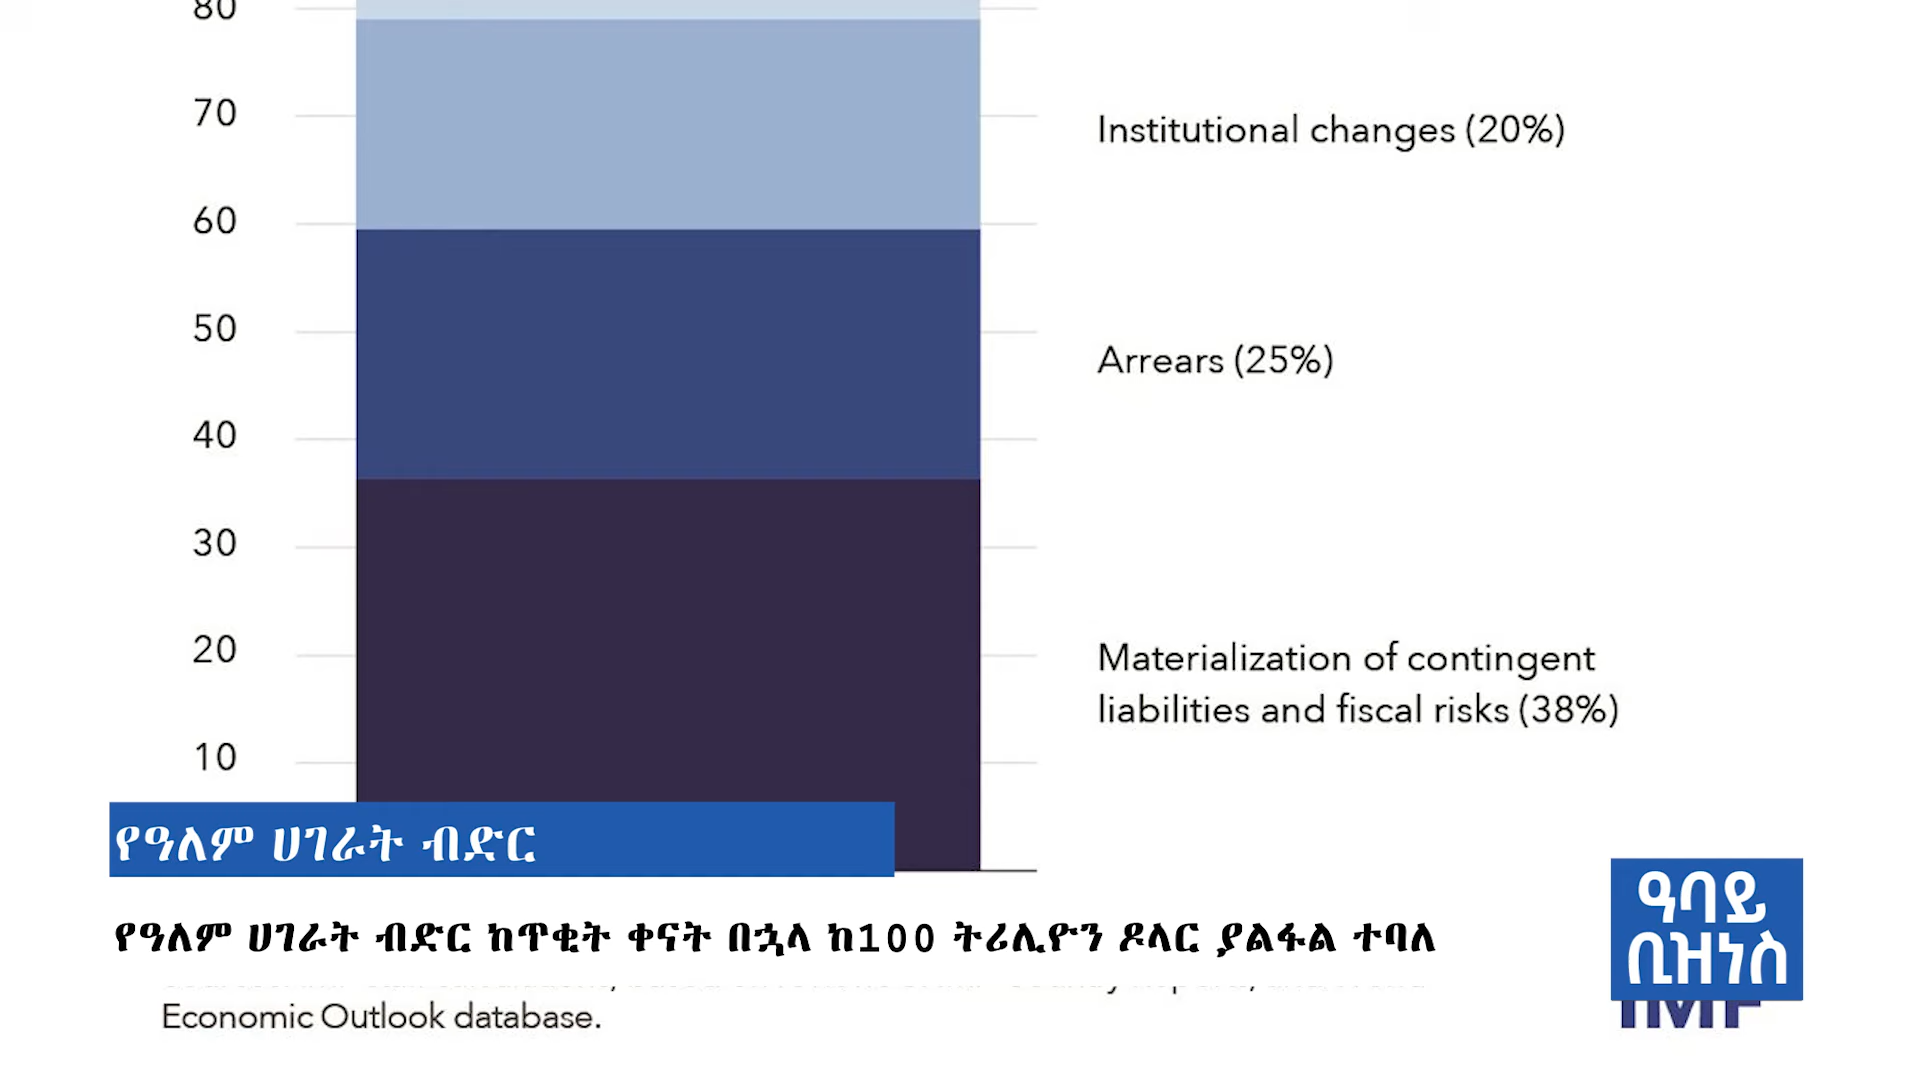 80
70
Institutional changes (20%)
60
50
Arrears (25%)
40
30
20
Materialization of contingent
liabilities and fiscal risks (38%)
10
የዓለም ሀገራት ብድር
የዓለም ሀገራት ብድር ከጥቂት ቀናት በኋላ ከ100 ትሪሊዮን ዶላር ያልፋል ተባለ
ዓባይ
ቢዝነስ
Economic Outlook database.
IMF